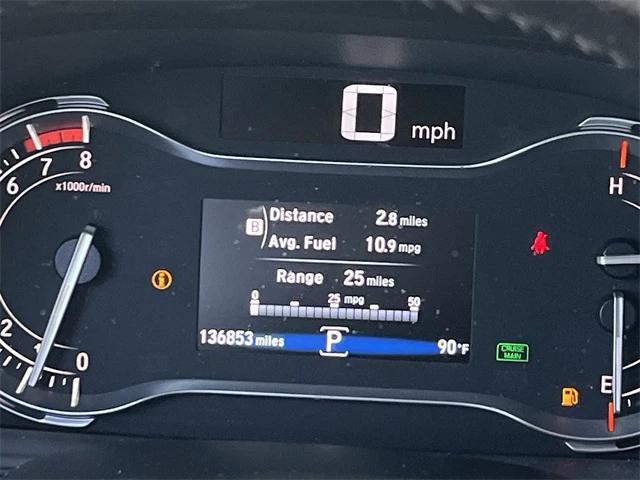 0 mph
8
7
6
x1000r/min
2
1
0
B Distance 2.8 miles
Avg. Fuel 10.9 mpg
Range 25 miles
0 25 50
mpg
136853 miles P 90°F
CRUISE
MAIN
H
E